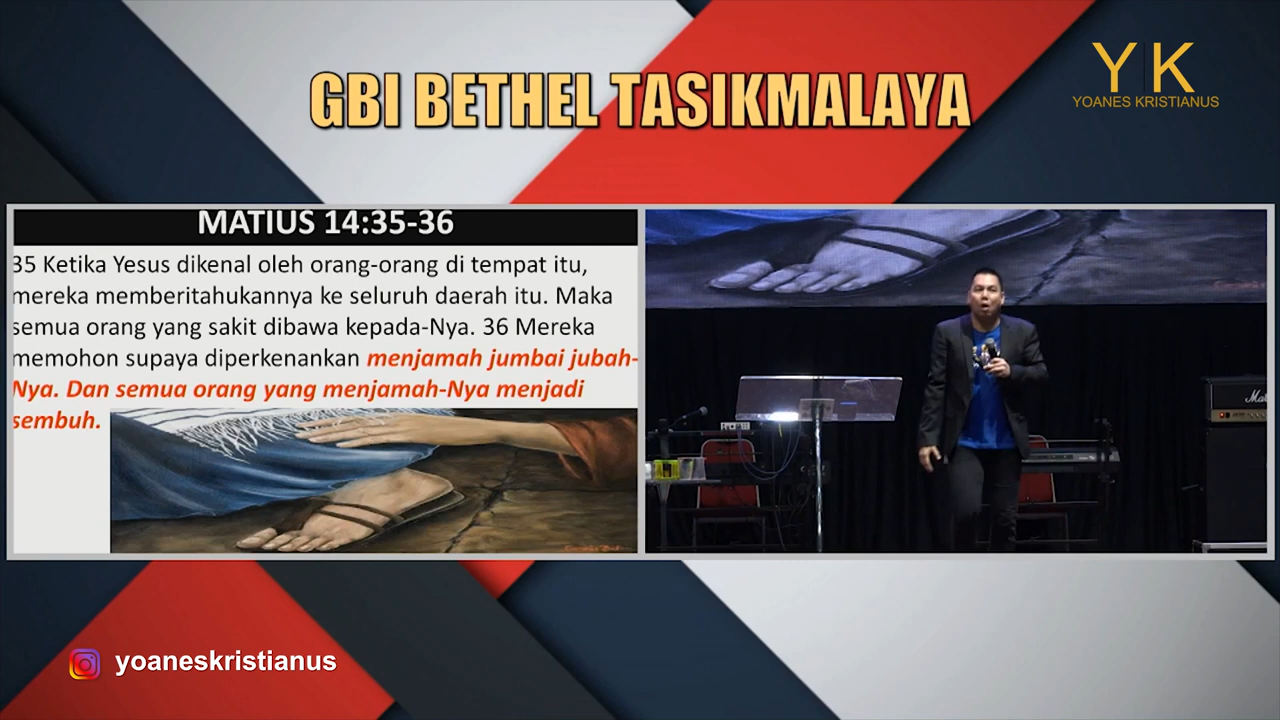 GBI BETHEL TASIKMALAYA
Y K
YOANES KRISTIANUS
MATIUS 14:35-36
35 Ketika Yesus dikenal oleh orang-orang di tempat itu,
mereka memberitahukannya ke seluruh daerah itu. Maka
semua orang yang sakit dibawa kepada-Nya. 36 Mereka
memohon supaya diperkenankan menjamah jumbai jubah-
Nya. Dan semua orang yang menjamah-Nya menjadi
sembuh.
yoaneskristianus